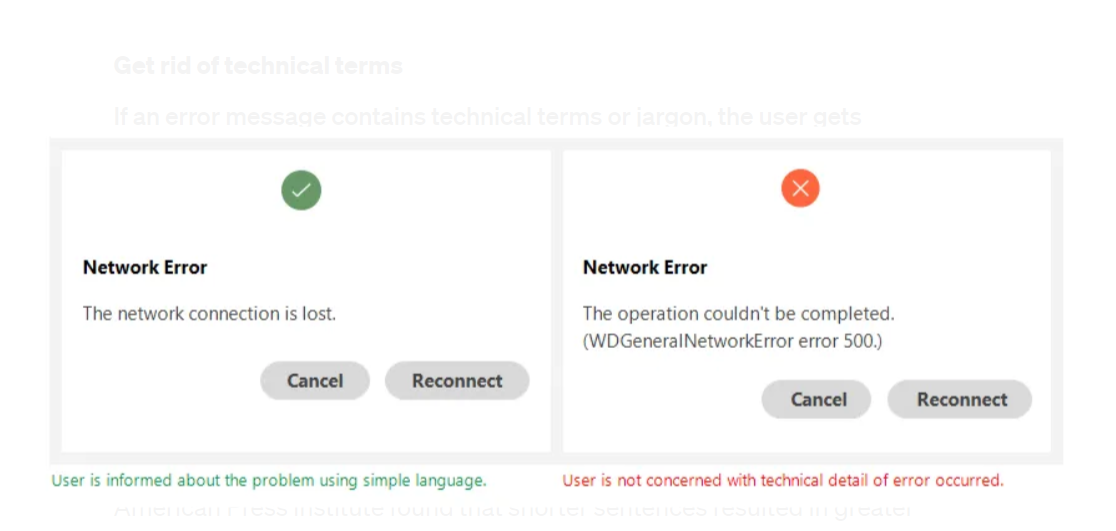 Get rid of technical terms
If an error message contains technical terms or jargon, the user gets
Network Error
The network connection is lost.
Cancel Reconnect
User is informed about the problem using simple language.
Network Error
The operation couldn't be completed.
(WDGeneralNetworkError error 500.)
Cancel Reconnect
User is not concerned with technical detail of error occurred.
American Press Institute found that shorter sentences resulted in greater